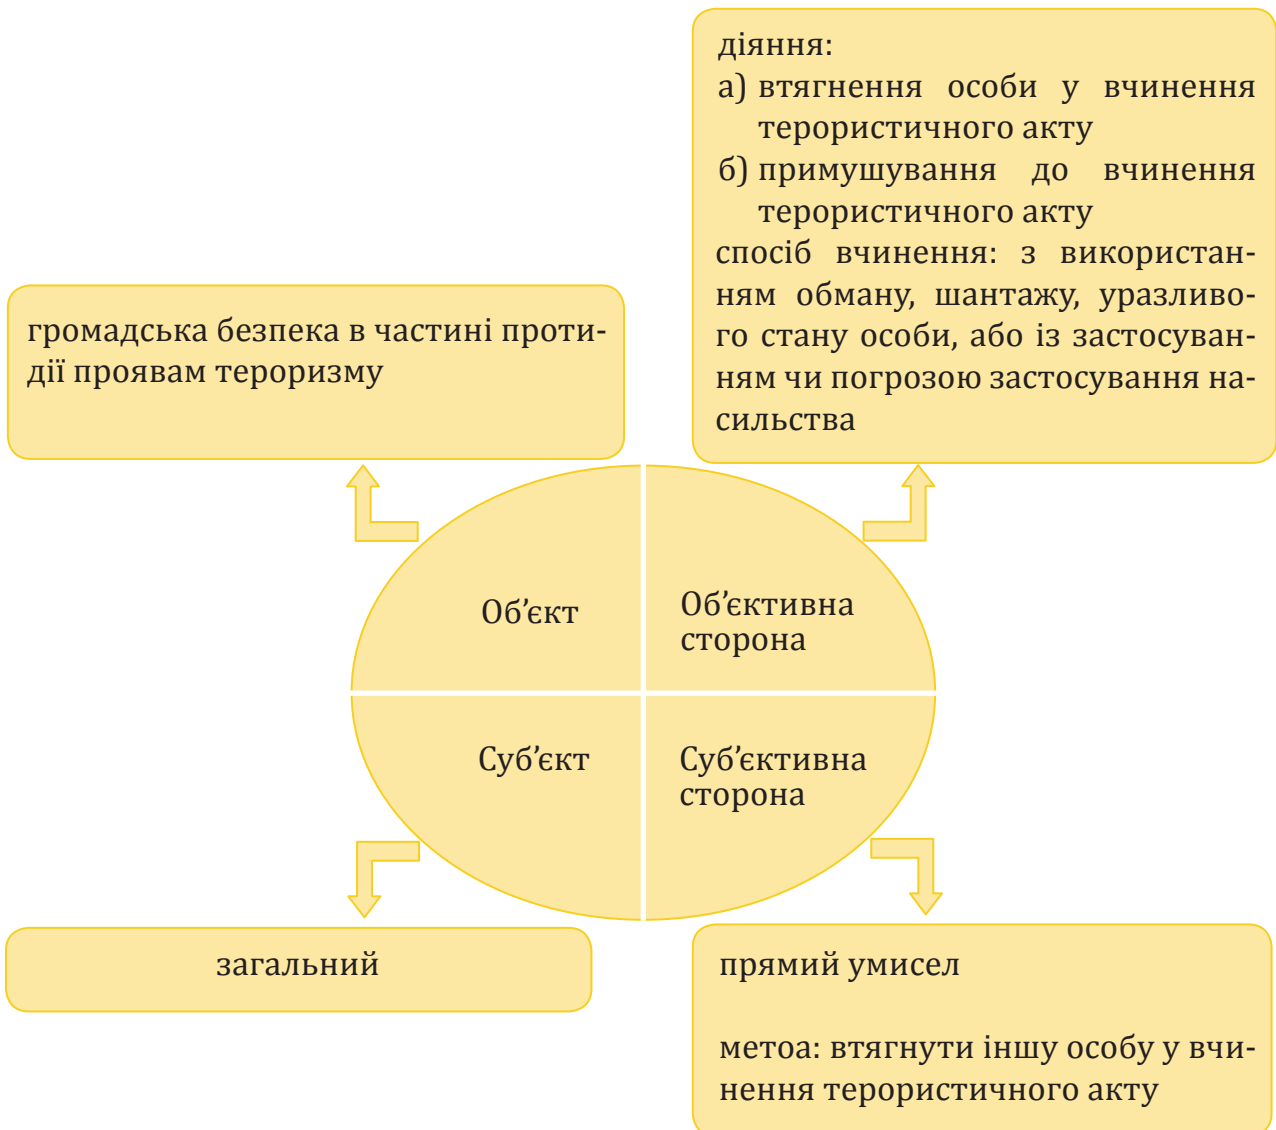 діяння:
а) втягнення особи у вчинення
терористичного акту
б) примушування до вчинення
терористичного акту
спосіб вчинення: з використан-
ням обману, шантажу, уразливо-
го стану особи, або із застосуван-
ням чи погрозою застосування на-
сильства
громадська безпека в частині проти-
дії проявам тероризму
Об’єкт
Об’єктивна
сторона
Суб’єкт
Суб’єктивна
сторона
загальний
прямий умисел
метоа: втягнути іншу особу у вчи-
нення терористичного акту